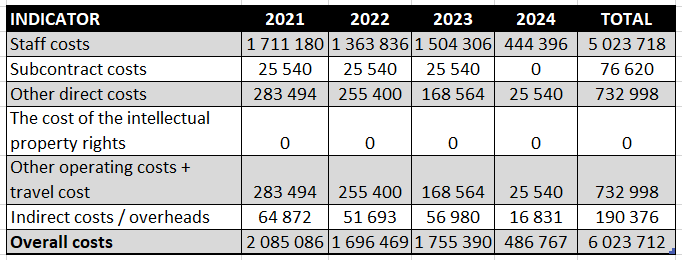 INDICATOR 2021 2022 2023 2024 TOTAL
Staff costs 1 711 180 1 363 836 1 504 306 444 396 5 023 718
Subcontract costs 25 540 25 540 25 540 0 76 620
Other direct costs 283 494 255 400 168 564 25 540 732 998
The cost of the intellectual
property rights 0 0 0 0 0
Other operating costs +
travel cost 283 494 255 400 168 564 25 540 732 998
Indirect costs / overheads 64 872 51 693 56 980 16 831 190 376
Overall costs 2 085 086 1 696 469 1 755 390 486 767 6 023 712